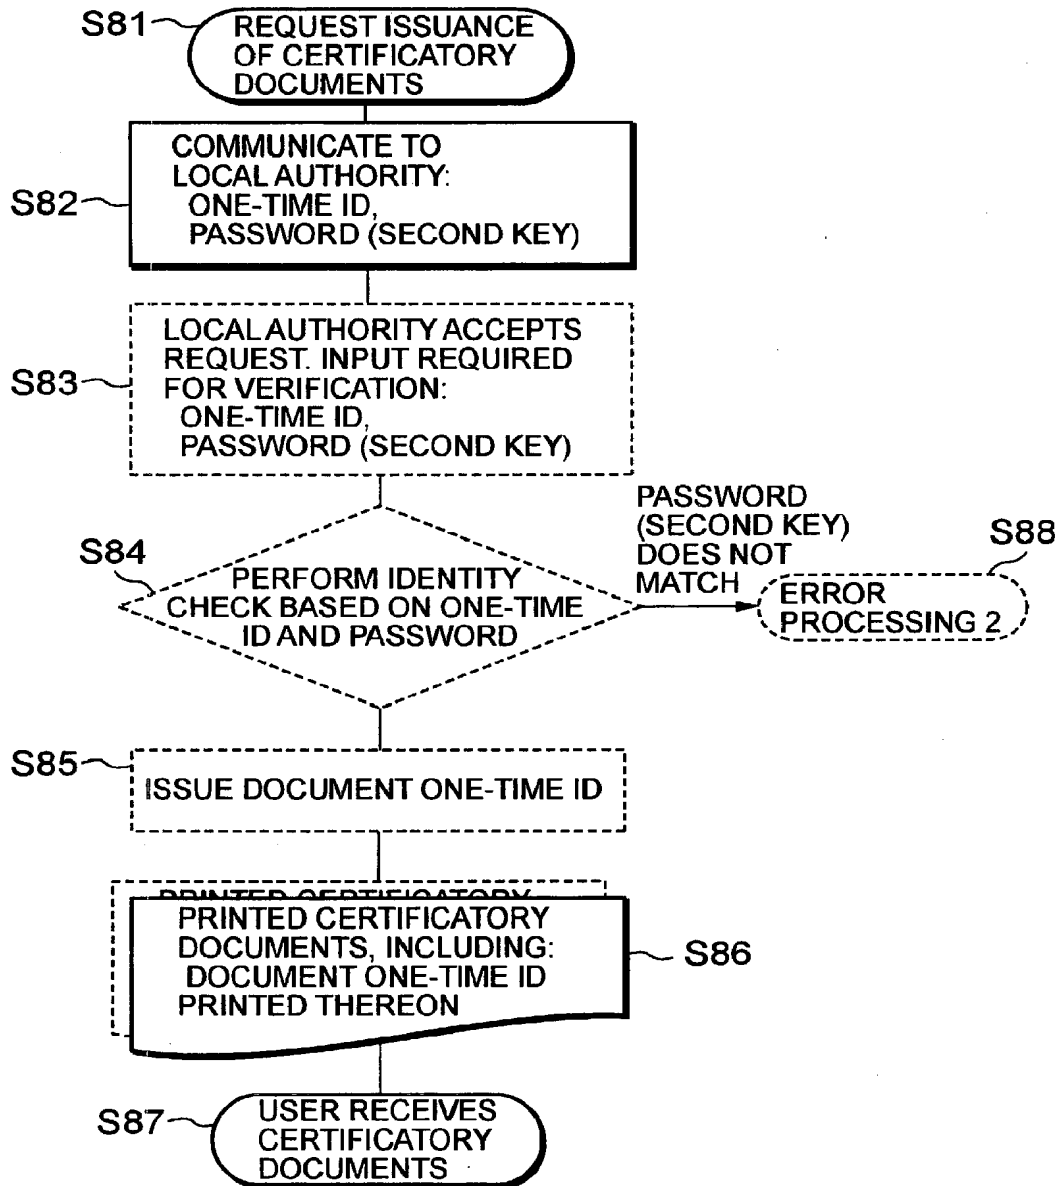 S81
REQUEST ISSUANCE
OF CERTIFICATORY
DOCUMENTS
S82
COMMUNICATE TO
LOCAL AUTHORITY:
ONE-TIME ID,
PASSWORD (SECOND KEY)
S83
LOCAL AUTHORITY ACCEPTS
REQUEST. INPUT REQUIRED
FOR VERIFICATION:
ONE-TIME ID,
PASSWORD (SECOND KEY)
S84
PERFORM IDENTITY
CHECK BASED ON ONE-TIME
ID AND PASSWORD
PASSWORD
(SECOND KEY)
DOES NOT
MATCH
S88
ERROR
PROCESSING 2
S85
ISSUE DOCUMENT ONE-TIME ID
PRINTED CERTIFICATORY
PRINTED CERTIFICATORY
DOCUMENTS, INCLUDING:
DOCUMENT ONE-TIME ID
PRINTED THEREON
S86
S87
USER RECEIVES
CERTIFICATORY
DOCUMENTS